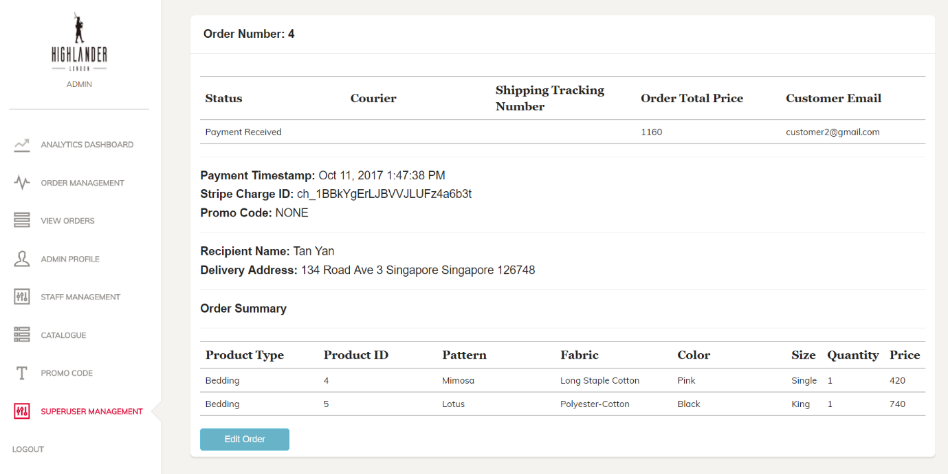 HIGHLANDER
LONDON
ADMIN
ANALYTICS DASHBOARD
ORDER MANAGEMENT
VIEW ORDERS
ADMIN PROFILE
STAFF MANAGEMENT
CATALOGUE
PROMO CODE
SUPERUSER MANAGEMENT
LOGOUT
Order Number: 4
Status Courier Shipping Tracking Number Order Total Price Customer Email
Payment Received 1160 customer2@gmail.com
Payment Timestamp: Oct 11, 2017 1:47:38 PM
Stripe Charge ID: ch_1BBkYgErLJBVVJLUFz4a6b3t
Promo Code: NONE
Recipient Name: Tan Yan
Delivery Address: 134 Road Ave 3 Singapore Singapore 126748
Order Summary
Product Type Product ID Pattern Fabric Color Size Quantity Price
Bedding 4 Mimosa Long Staple Cotton Pink Single 1 420
Bedding 5 Lotus Polyester-Cotton Black King 1 740
Edit Order